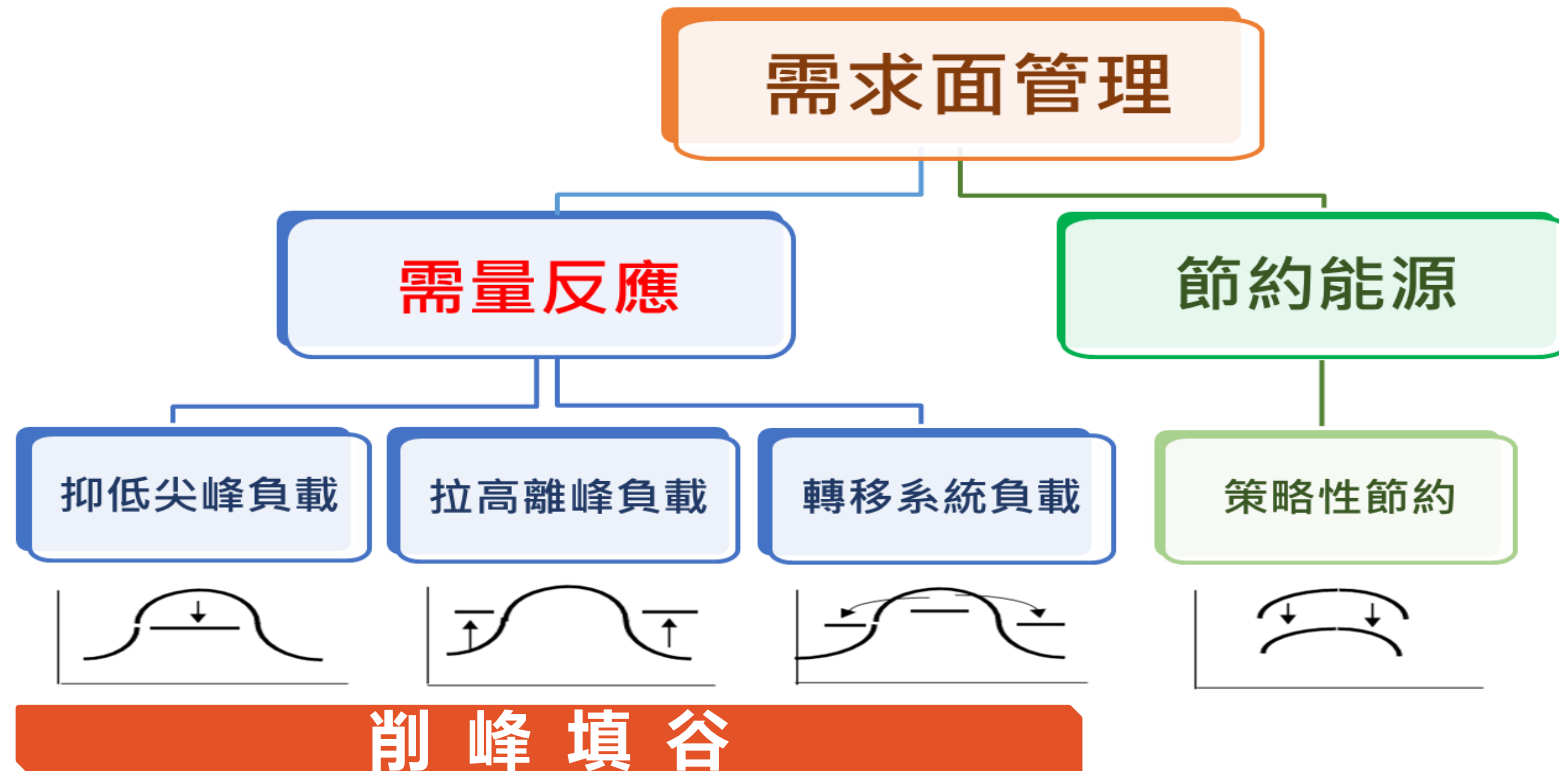 需求面管理
需量反應
節約能源
抑低尖峰負載
拉高離峰負載
轉移系統負載
策略性節約
削峰填谷